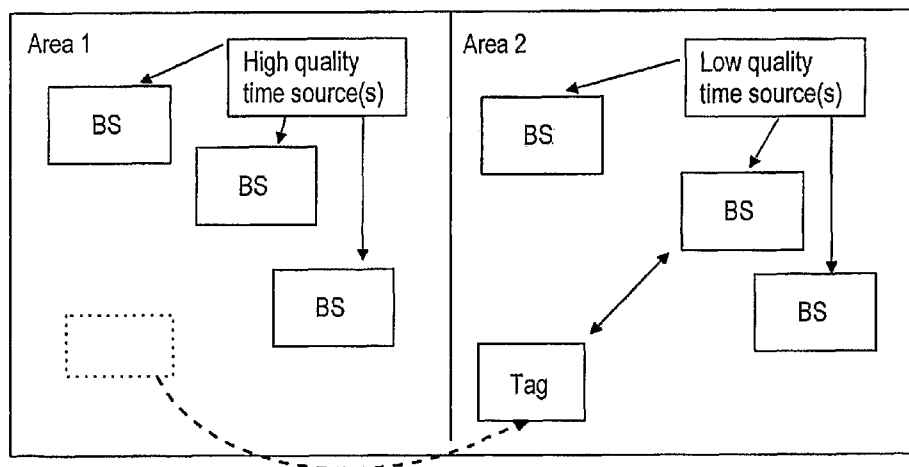 Area 1
High quality
time source(s)
BS
BS
BS
Area 2
Low quality
time source(s)
BS
BS
BS
Tag